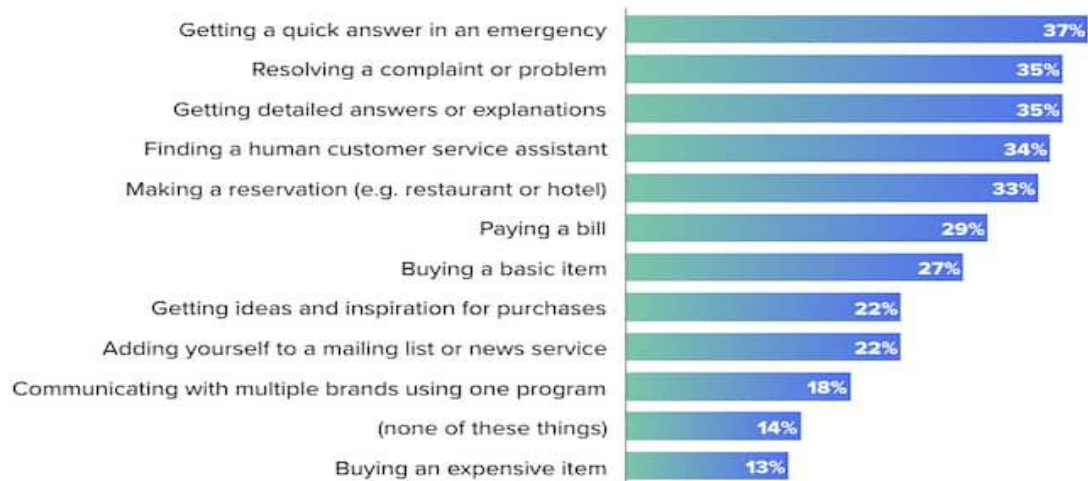 Getting a quick answer in an emergency 37%
Resolving a complaint or problem 35%
Getting detailed answers or explanations 35%
Finding a human customer service assistant 34%
Making a reservation (e.g. restaurant or hotel) 33%
Paying a bill 29%
Buying a basic item 27%
Getting ideas and inspiration for purchases 22%
Adding yourself to a mailing list or news service 22%
Communicating with multiple brands using one program 18%
(none of these things) 14%
Buying an expensive item 13%